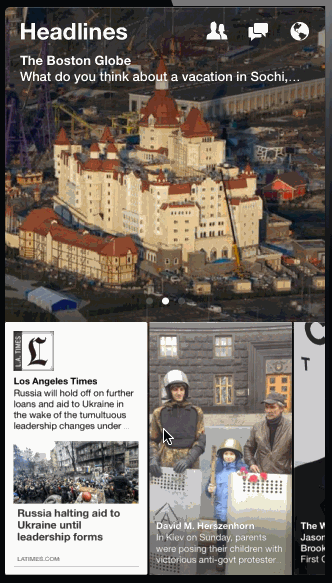 Headlines
The Boston Globe
What do you think about a vacation in Sochi,...
L.A. TIMES
L
Los Angeles Times
Russia will hold off on further
loans and aid to Ukraine in
the wake of the tumultuous
leadership changes under ...
Russia halting aid to
Ukraine until
leadership forms
LATIMES.COM
David M. Herszenhorn
In Kiev on Sunday, parents
were posing their children with
victorious anti-govt protester
T
The W
Brook
First C